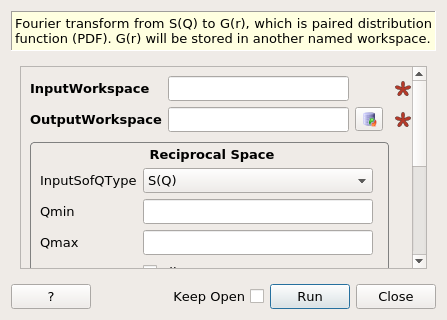 Fourier transform from S(Q) to G(r), which is paired distribution
function (PDF). G(r) will be stored in another named workspace.
InputWorkspace
OutputWorkspace
Reciprocal Space
InputSofQType S(Q)
Qmin
Qmax
? Keep Open Run Close